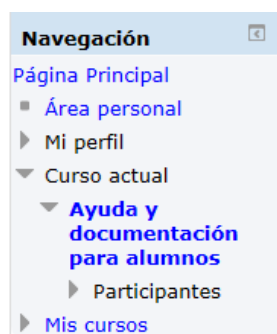 Navegación
Página Principal
Área personal
Mi perfil
Curso actual
Ayuda y
documentación
para alumnos
Participantes
Mis cursos